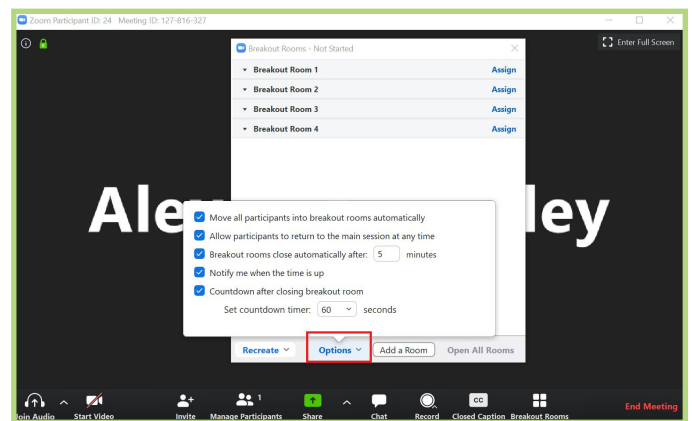 Zoom Participant ID: 24 Meeting ID: 127-816-327
Enter Full Screen
Breakout Rooms - Not Started
Breakout Room 1 Assign
Breakout Room 2 Assign
Breakout Room 3 Assign
Breakout Room 4 Assign
Ale ley
Move all participants into breakout rooms automatically
Allow participants to return to the main session at any time
Breakout rooms close automatically after: 5 minutes
Notify me when the time is up
Countdown after closing breakout room
Set countdown timer: 60 seconds
Recreate Options Add a Room Open All Rooms
1
CC
Join Audio Start Video Invite Manage Participants Share Chat Record Closed Caption Breakout Rooms End Meeting